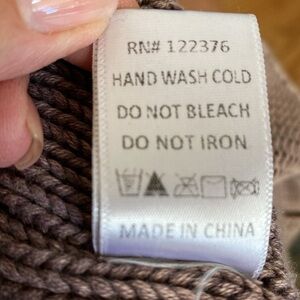 RN# 122376
HAND WASH COLD
DO NOT BLEACH
DO NOT IRON
MADE IN CHINA